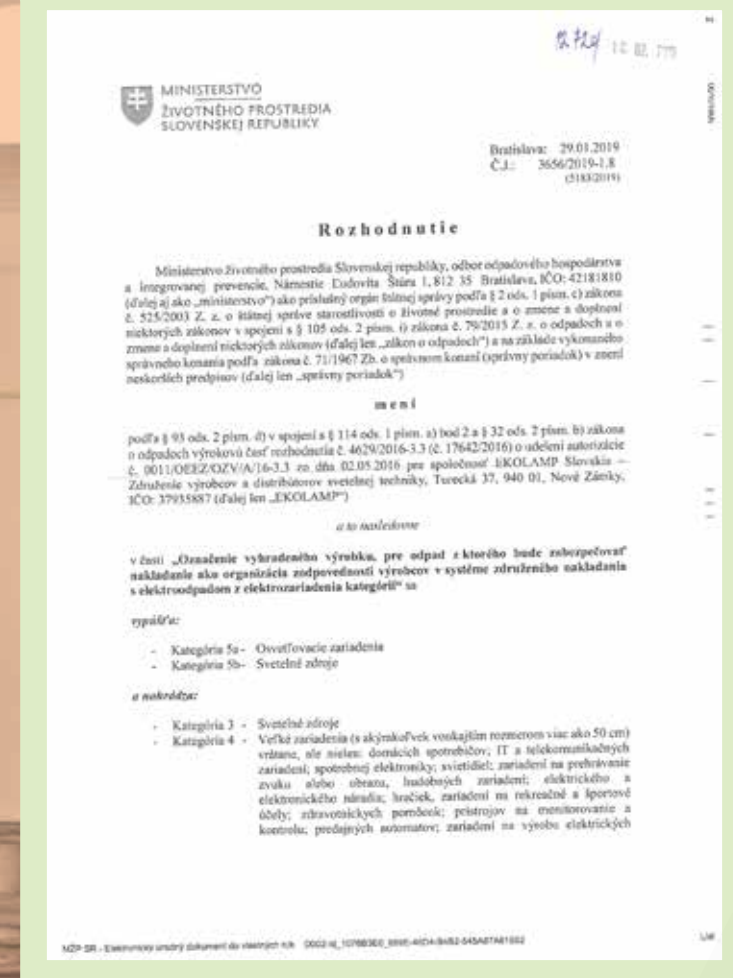 MINISTERSTVO
ŽIVOTNÉHO PROSTREDIA
SLOVENSKEJ REPUBLIKY
Bratislava: 29.01.2019
Č.J.: 3656/2019-1.8
(5183/2019)
Rozhodnutie
Ministerstvo životného prostredia Slovenskej republiky, odbor odpadového hospodárstva
a integrovanej prevencie, Námestie Ľudovíta Štúra 1, 812 35 Bratislava, IČO: 42181810
(ďalej aj ako „ministerstvo“) ako príslušný orgán štátnej správy podľa § 2 ods. 1 písm. c) zákona
č. 525/2003 Z. z. o štátnej správe starostlivosti o životné prostredie a o zmene a doplnení
niektorých zákonov v spojení s § 105 ods. 2 písm. i) zákona č. 79/2015 Z. z. o odpadoch a o
zmene a doplnení niektorých zákonov (ďalej len „zákon o odpadoch“) a na základe vykonaného
správneho konania podľa zákona č. 71/1967 Zb. o správnom konaní (správny poriadok) v znení
neskorších predpisov (ďalej len „správny poriadok“)
mení
podľa § 93 ods. 2 písm. d) v spojení s § 114 ods. 1 písm. a) bod 2 a § 32 ods. 2 písm. b) zákona
o odpadoch výrokovú časť rozhodnutia č. 4629/2016-3.3 (č. 17642/2016) o udelení autorizácie
č. 0011/OEEZ/OZV/A/16-3.3 zo dňa 02.05.2016 pre spoločnosť EKOLAMP Slovakia –
Združenie výrobcov a distribútorov svetelnej techniky, Turecká 37, 940 01, Nové Zámky,
IČO: 37935887 (ďalej len „EKOLAMP“)
a to nasledovne
v časti „Označenie vyhradeného výrobku, pre odpad z ktorého bude zabezpečovať
nakladanie ako organizácia zodpovednosti výrobcov v systéme združeného nakladania
s elektroodpadom z elektrozariadenia kategórií“ sa
vypúšťa:
- Kategória 5a- Osvetľovacie zariadenia
- Kategória 5b- Svetelné zdroje
a nahrádza:
- Kategória 3 - Svetelné zdroje
- Kategória 4 - Veľké zariadenia (s akýmkoľvek vonkajším rozmerom viac ako 50 cm)
vrátane, ale nielen: domácich spotrebičov; IT a telekomunikačných
zariadení; spotrebnej elektroniky; svietidiel; zariadení na prehrávanie
zvuku alebo obrazu, hudobných zariadení; elektrického a
elektronického náradia; hračiek, zariadení na rekreačné a športové
účely; zdravotníckych pomôcok; prístrojov na monitorovanie a
kontrolu; predajných automatov; zariadení na výrobu elektrických
MŽP SR - Elektronický úradný dokument do vlastných rúk